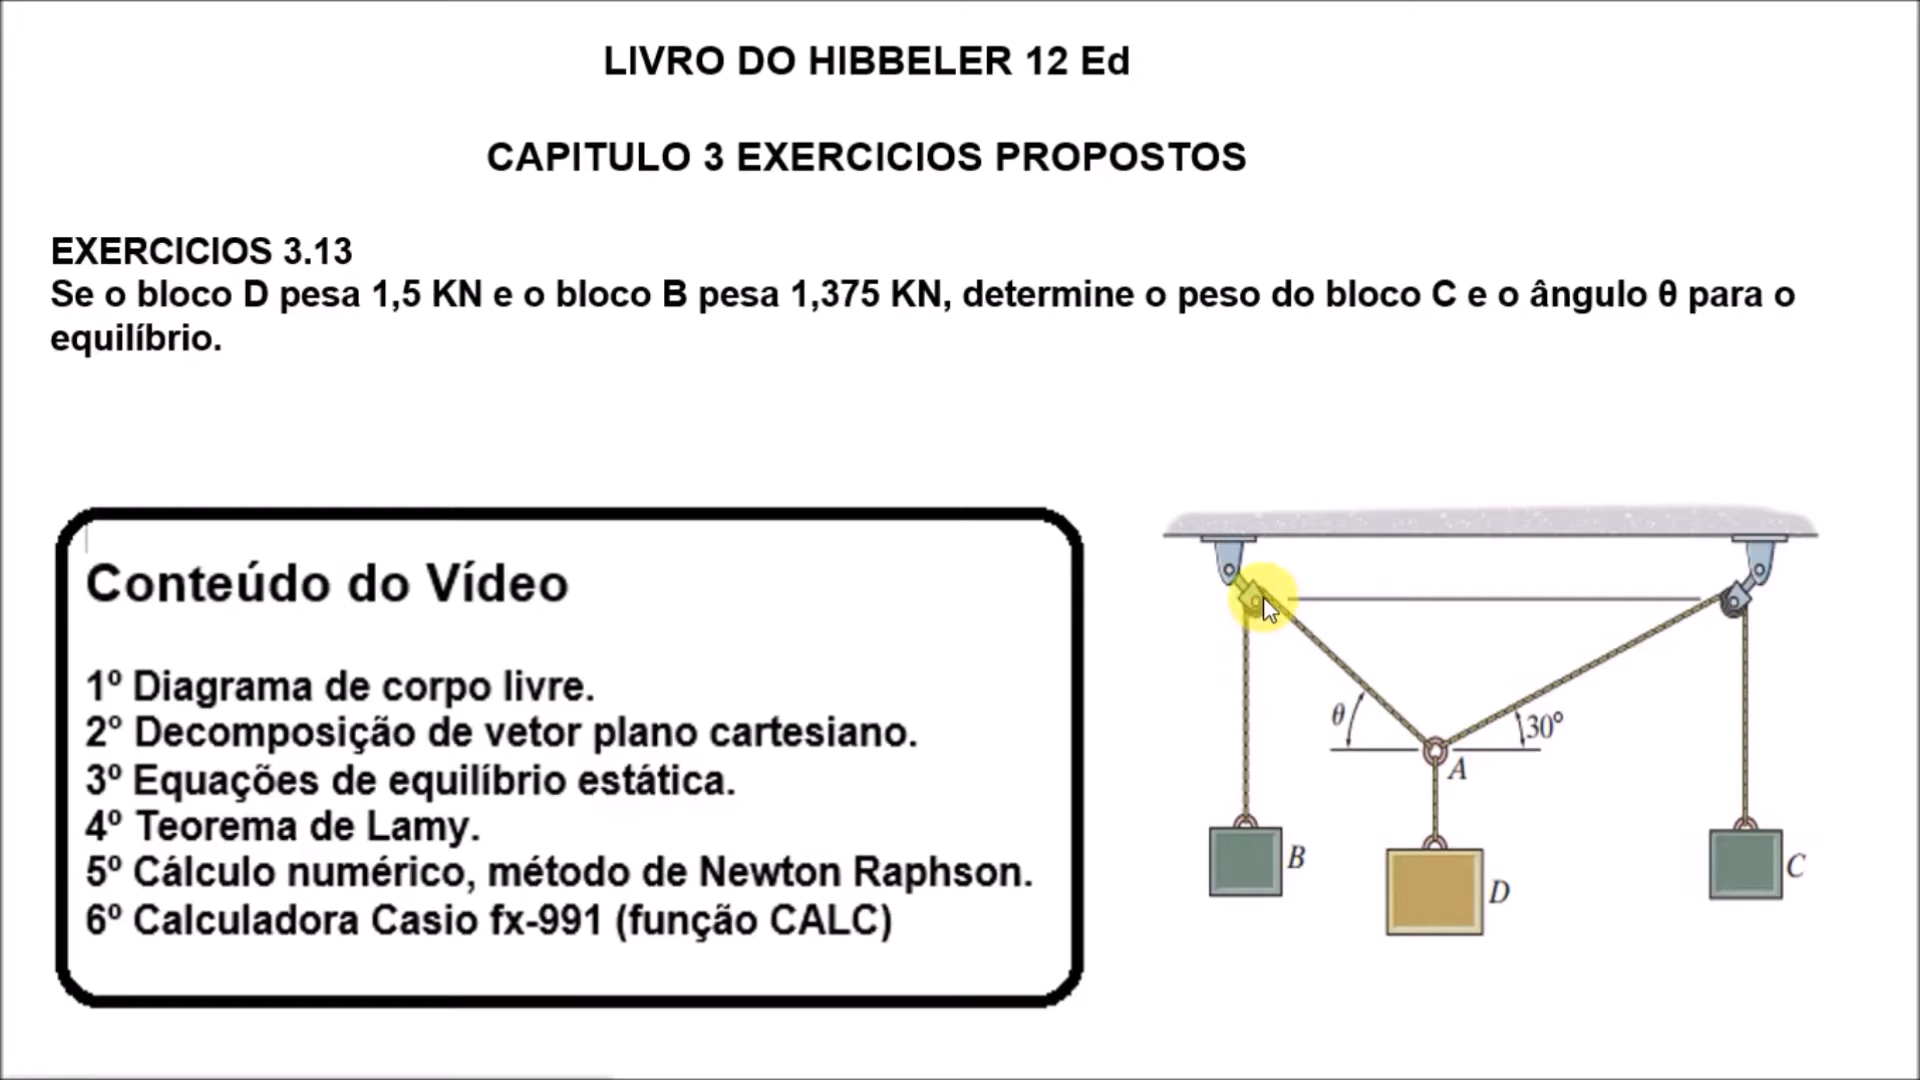 LIVRO DO HIBBELER 12 Ed
CAPITULO 3 EXERCICIOS PROPOSTOS
EXERCICIOS 3.13
Se o bloco D pesa 1,5 KN e o bloco B pesa 1,375 KN, determine o peso do bloco C e o ângulo θ para o
equilíbrio.
Conteúdo do Vídeo
1º Diagrama de corpo livre.
2º Decomposição de vetor plano cartesiano.
3º Equações de equilíbrio estática.
4º Teorema de Lamy.
5º Cálculo numérico, método de Newton Raphson.
6º Calculadora Casio fx-991 (função CALC)
θ
30°
A
B
D
C